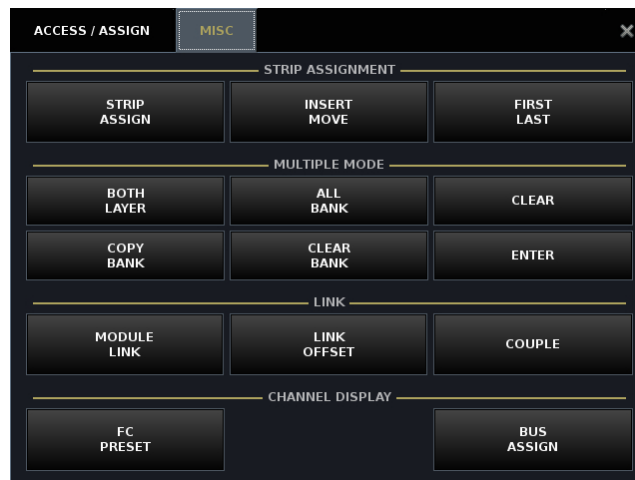 ACCESS / ASSIGN MISC
STRIP ASSIGNMENT
STRIP
ASSIGN
INSERT
MOVE
FIRST
LAST
MULTIPLE MODE
BOTH
LAYER
ALL
BANK
CLEAR
COPY
BANK
CLEAR
BANK
ENTER
LINK
MODULE
LINK
LINK
OFFSET
COUPLE
CHANNEL DISPLAY
FC
PRESET
BUS
ASSIGN